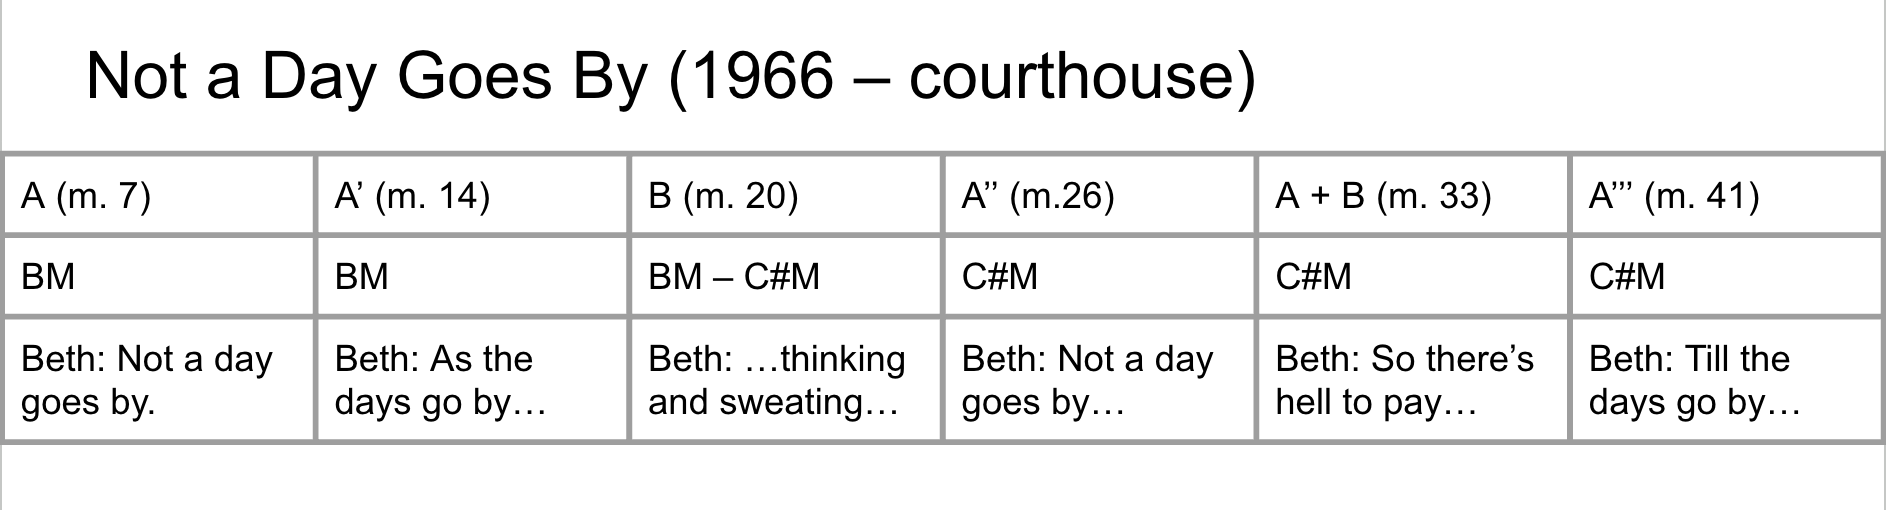 Not a Day Goes By (1966 – courthouse)
A (m. 7)
A’ (m. 14)
B (m. 20)
A’’ (m.26)
A + B (m. 33)
A’’’ (m. 41)
BM
BM
BM – C#M
C#M
C#M
C#M
Beth: Not a day
goes by.
Beth: As the
days go by…
Beth: …thinking
and sweating…
Beth: Not a day
goes by…
Beth: So there’s
hell to pay…
Beth: Till the
days go by…